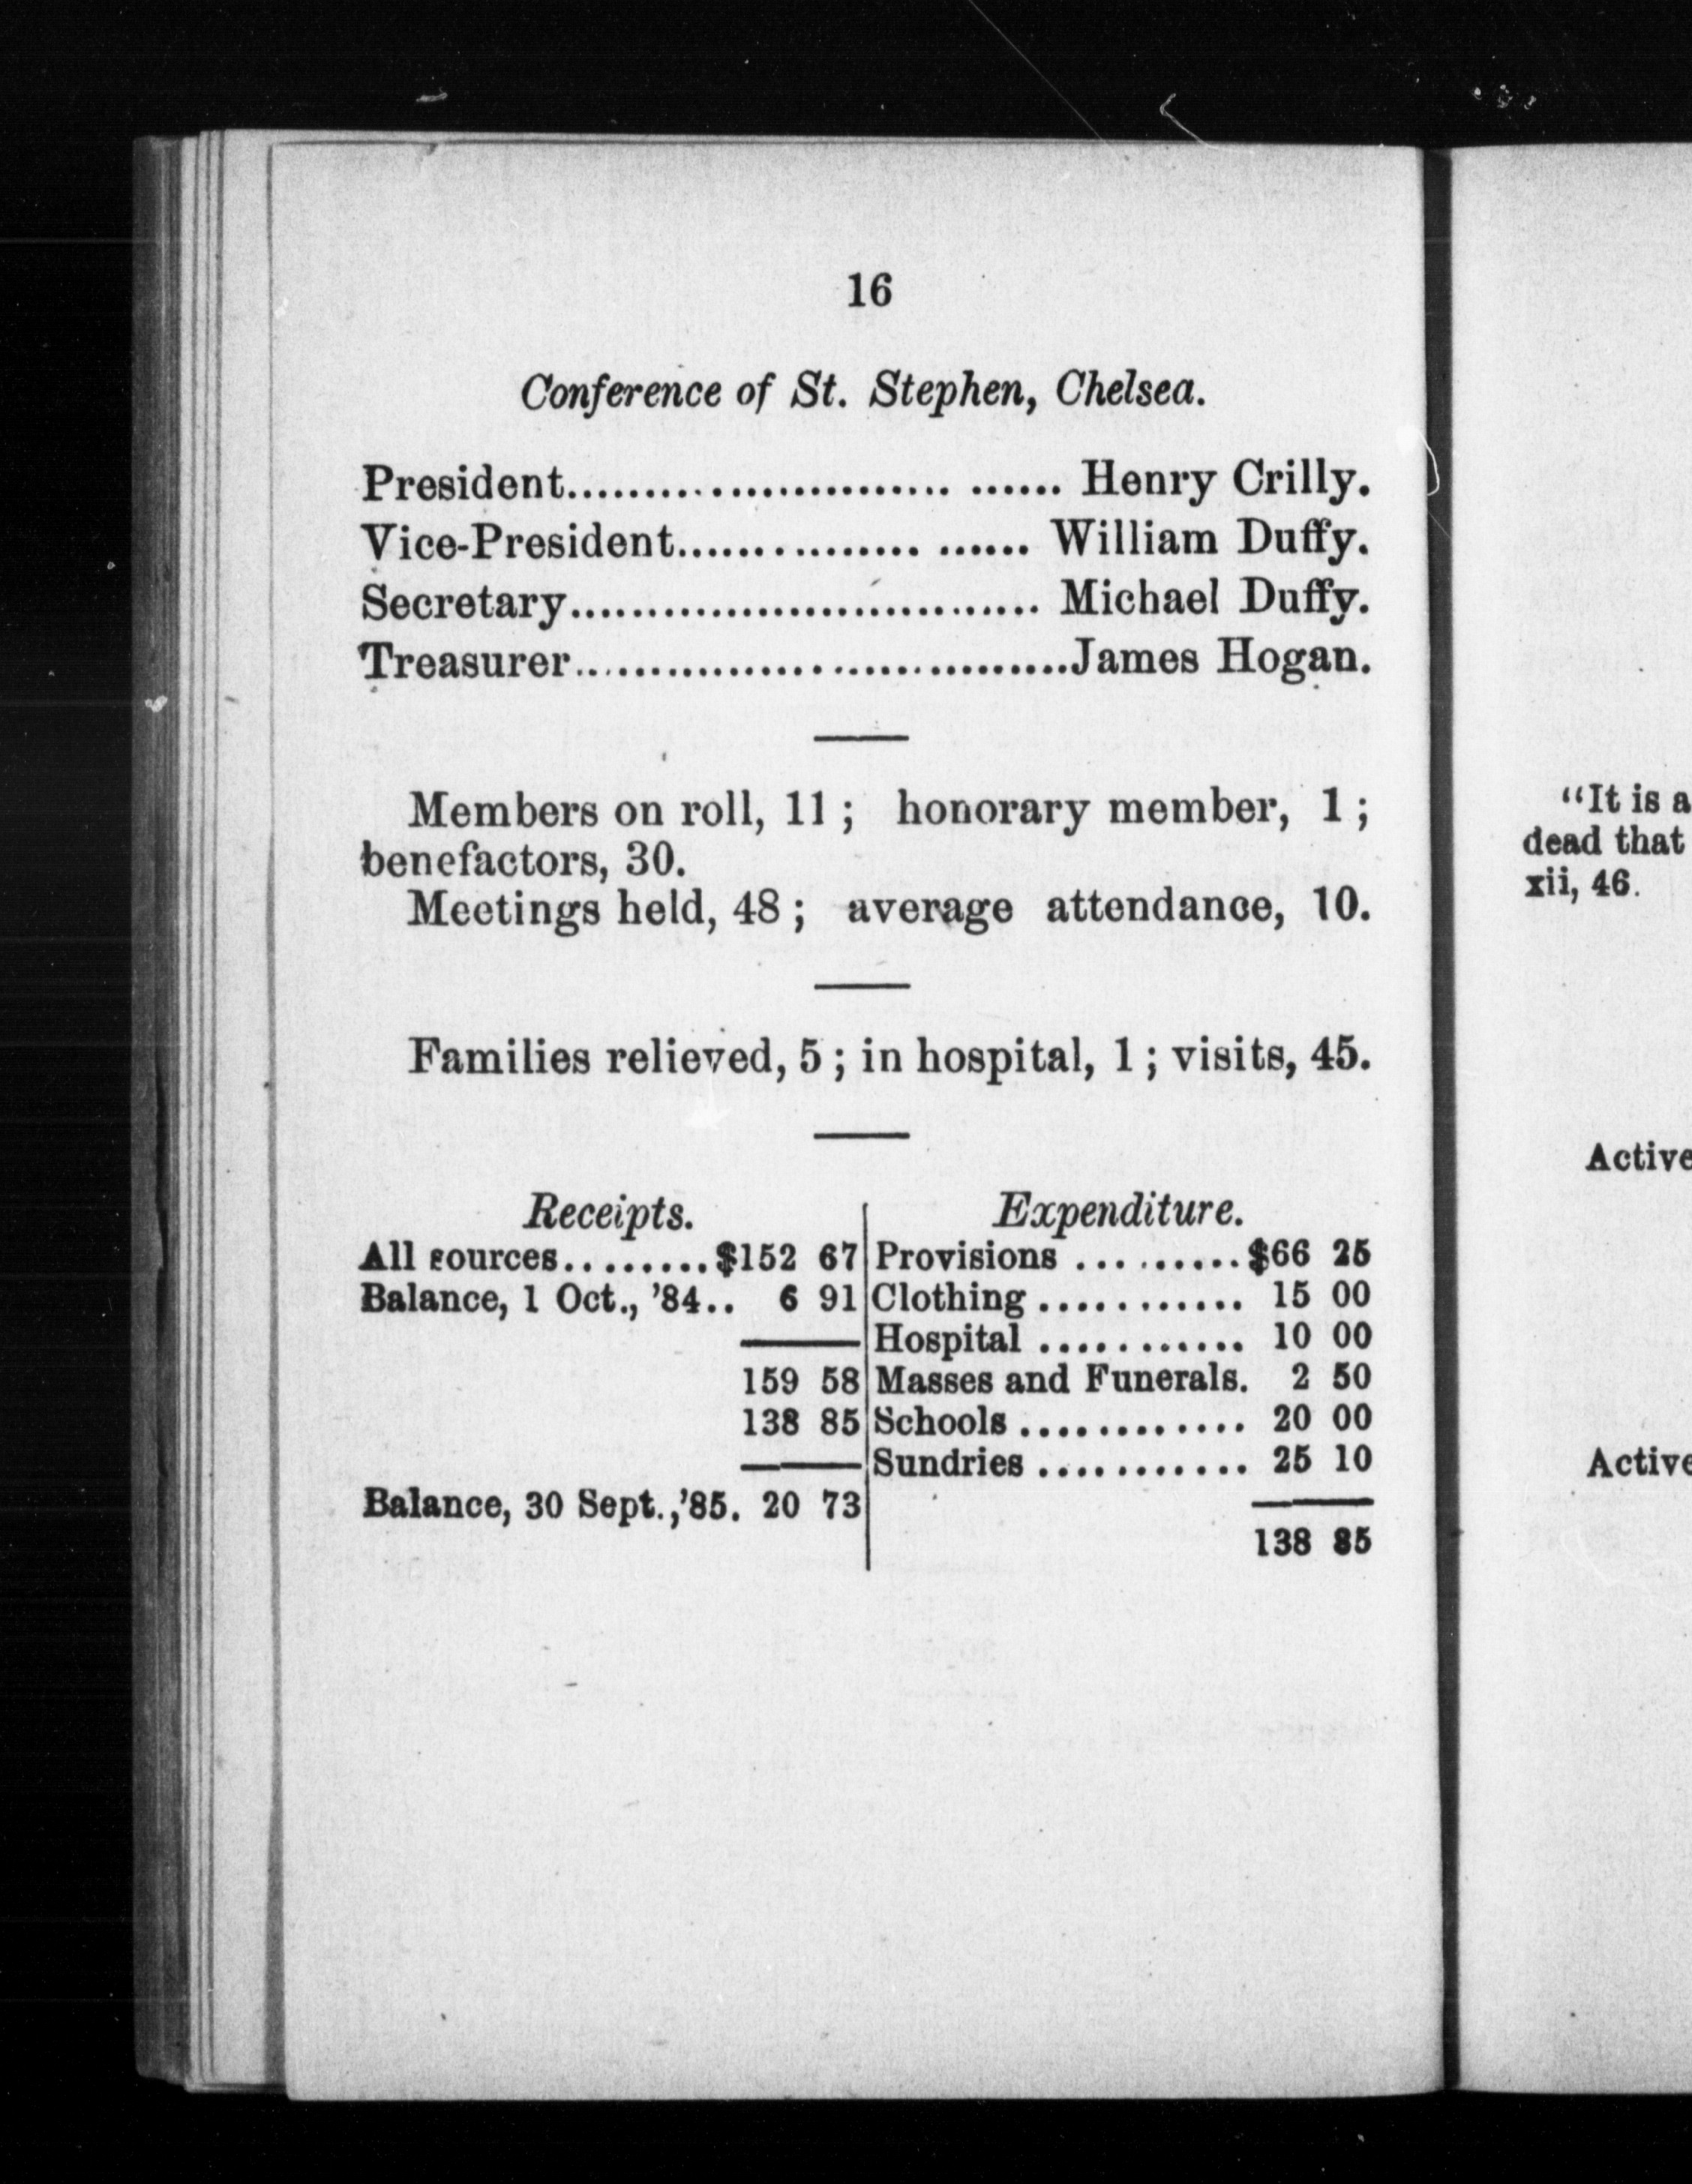 16
Conference of St. Stephen, Chelsea.
President.............................. Henry Crilly.
Vice-President...................... William Duffy.
Secretary............................... Michael Duffy.
Treasurer................................James Hogan.
Members on roll, 11 ; honorary member, 1 ;
benefactors, 30.
Meetings held, 48 ; average attendance, 10.
Families relieved, 5 ; in hospital, 1 ; visits, 45.
Receipts.
All sources.........$152 67
Balance, 1 Oct., '84.. 6 91
159 58
138 85
Balance, 30 Sept.,'85. 20 73
Expenditure.
Provisions ..........$66 25
Clothing ........... 15 00
Hospital ........... 10 00
Masses and Funerals. 2 50
Schools ............ 20 00
Sundries ........... 25 10
138 85
"It is a
dead that
xii, 46.
Active
Active